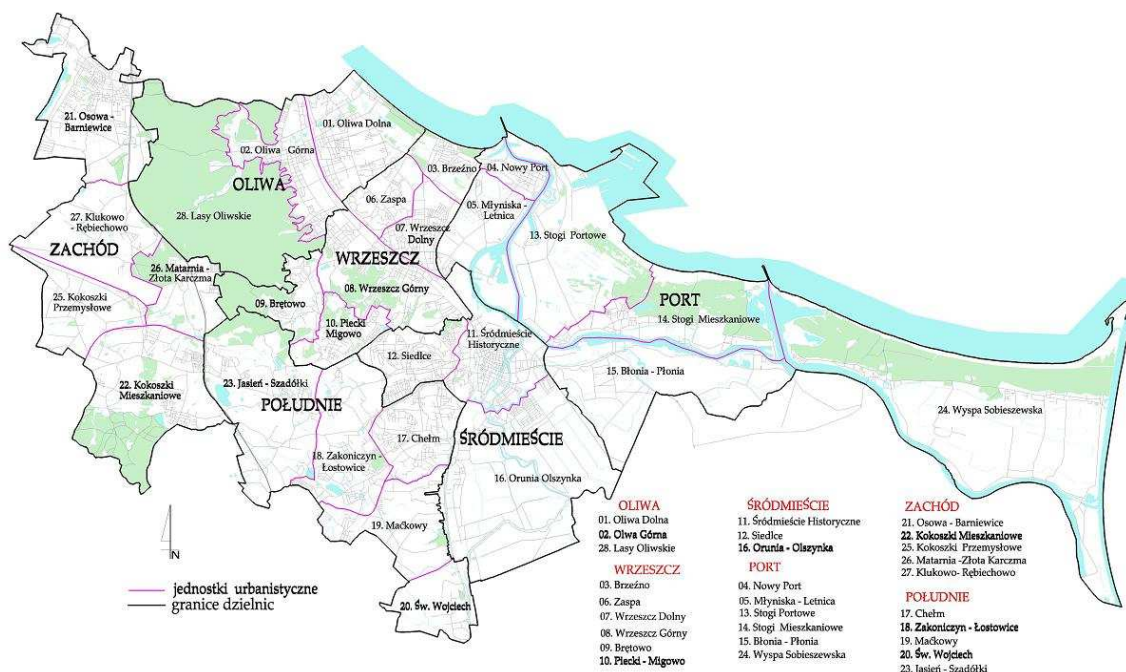 21. Osowa -
Barniewice
01. Oliwa Dolna
02. Oliwa Górna
OLIWA
03. Brzeźno
04. Nowy Port
06. Zaspa
05. Młyniska -
Letnica
28. Lasy Oliwskie
27. Klukowo
- Rębiechowo
07. Wrzeszcz
Dolny
13. Stogi Portowe
ZACHÓD
WRZESZCZ
26. Matarnia -
Złota Karczma
08. Wrzeszcz Górny
25. Kokoszki
Przemysłowe
09. Brętowo
PORT
10. Piecki
Migowo
11. Śródmieście
Historyczne
14. Stogi Mieszkaniowe
12. Siedlce
15. Błonia - Płonia
22. Kokoszki
Mieszkaniowe
23. Jasień - Szadółki
POŁUDNIE
24. Wyspa Sobieszewska
17. Chełm
ŚRÓDMIEŚCIE
18. Zakoniczyn -
Łostowice
16. Orunia Olszynka
19. Maćkowy
20. Św. Wojciech
N
jednostki urbanistyczne
granice dzielnic
OLIWA
01. Oliwa Dolna
02. Olwa Górna
28. Lasy Oliwskie
WRZESZCZ
03. Brzeźno
06. Zaspa
07. Wrzeszcz Dolny
08. Wrzeszcz Górny
09. Brętowo
10. Piecki - Migowo
ŚRÓDMIEŚCIE
11. Śródmieście Historyczne
12. Siedlce
16. Orunia - Olszynka
PORT
04. Nowy Port
05. Młyniska - Letnica
13. Stogi Portowe
14. Stogi Mieszkaniowe
15. Błonia - Płonia
24. Wyspa Sobieszewska
ZACHÓD
21. Osowa - Barniewice
22. Kokoszki Mieszkaniowe
25. Kokoszki Przemysłowe
26. Matarnia -Złota Karczma
27. Klukowo- Rębiechowo
POŁUDNIE
17. Chełm
18. Zakoniczyn - Łostowice
19. Maćkowy
20. Św. Wojciech
23. Jasień - Szadółki